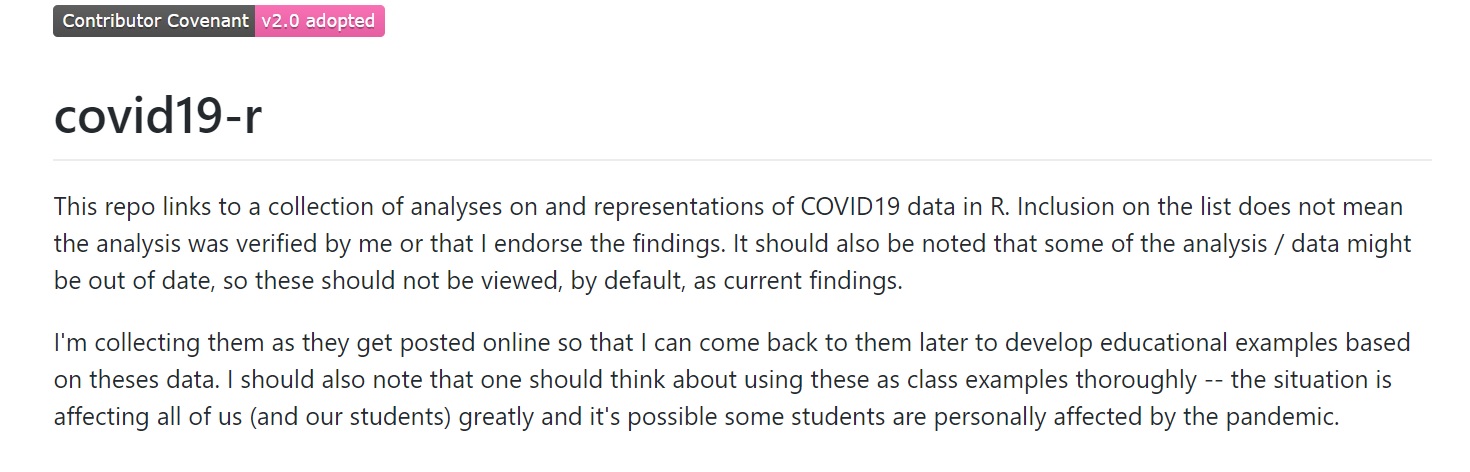 Contributor Covenant v2.0 adopted
covid19-r
This repo links to a collection of analyses on and representations of COVID19 data in R. Inclusion on the list does not mean
the analysis was verified by me or that I endorse the findings. It should also be noted that some of the analysis / data might
be out of date, so these should not be viewed, by default, as current findings.
I'm collecting them as they get posted online so that I can come back to them later to develop educational examples based
on theses data. I should also note that one should think about using these as class examples thoroughly -- the situation is
affecting all of us (and our students) greatly and it's possible some students are personally affected by the pandemic.